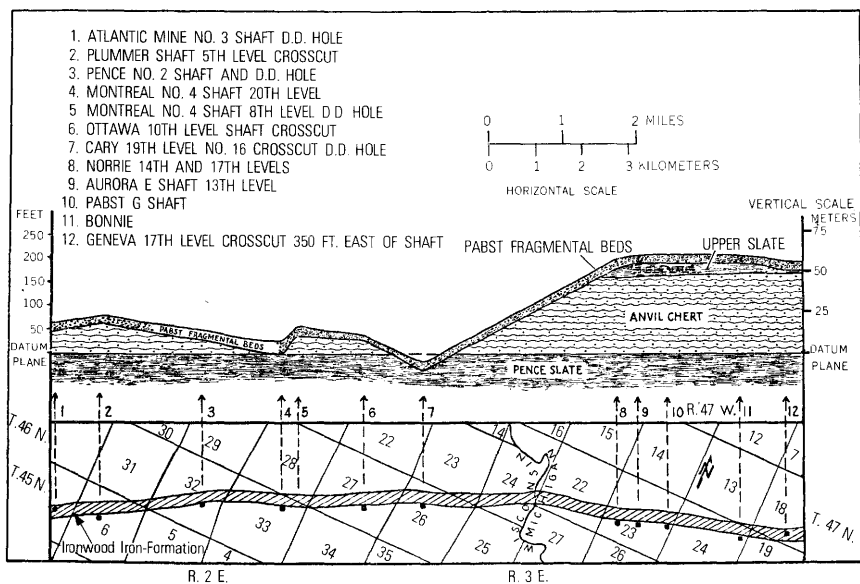 1. ATLANTIC MINE NO. 3 SHAFT D.D. HOLE
2. PLUMMER SHAFT 5TH LEVEL CROSSCUT
3. PENCE NO. 2 SHAFT AND D.D. HOLE
4. MONTREAL NO. 4 SHAFT 20TH LEVEL
5. MONTREAL NO. 4 SHAFT 8TH LEVEL D.D HOLE
6. OTTAWA 10TH LEVEL SHAFT CROSSCUT
7. CARY 19TH LEVEL NO. 16 CROSSCUT D.D. HOLE
8. NORRIE 14TH AND 17TH LEVELS
9. AURORA E SHAFT 13TH LEVEL
10. PABST G SHAFT
11. BONNIE
12. GENEVA 17TH LEVEL CROSSCUT 350 FT. EAST OF SHAFT
0 1 2 MILES
0 1 2 3 KILOMETERS
HORIZONTAL SCALE
FEET
250
200
150
100
50
DATUM
PLANE
VERTICAL SCALE
METERS
75
50
25
DATUM
PLANE
PABST FRAGMENTAL BEDS
UPPER SLATE
PABST FRAGMENTAL BEDS
ANVIL CHERT
PENCE SLATE
1 2 3 4 5 6 7 8 9 10 R.47 W. 11 12
T. 46 N.
T. 45 N.
30 29 28 22 14 16 15 14 12 7
31 32 27 23 24 22 13 18
6 5 33 26 23
4 34 35 25 27 26 24 19
WISCONSIN
MICHIGAN
N
T. 47 N.
Ironwood Iron-Formation
R. 2 E.
R. 3 E.